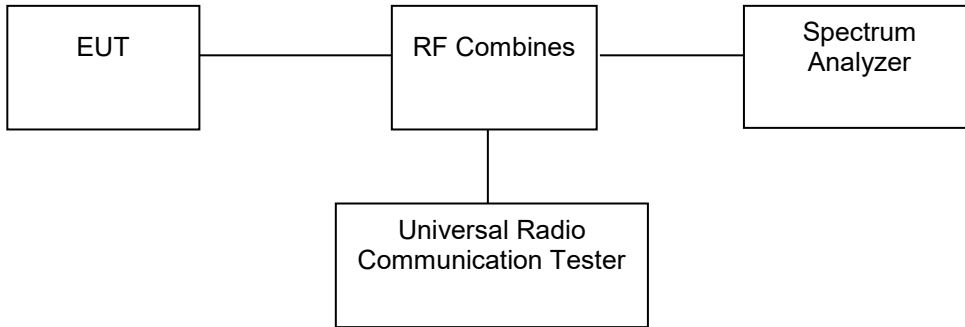 EUT
RF Combines
Spectrum
Analyzer
Universal Radio
Communication Tester